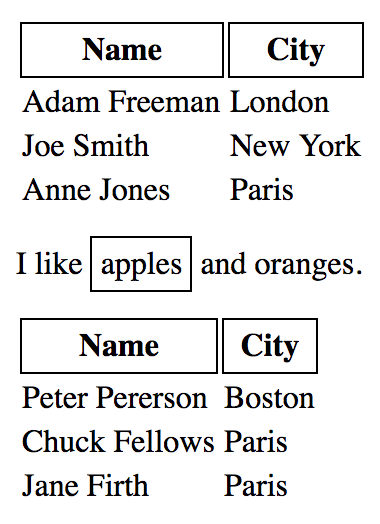 Name City
Adam Freeman London
Joe Smith New York
Anne Jones Paris
I like apples and oranges.
Name City
Peter Pererson Boston
Chuck Fellows Paris
Jane Firth Paris